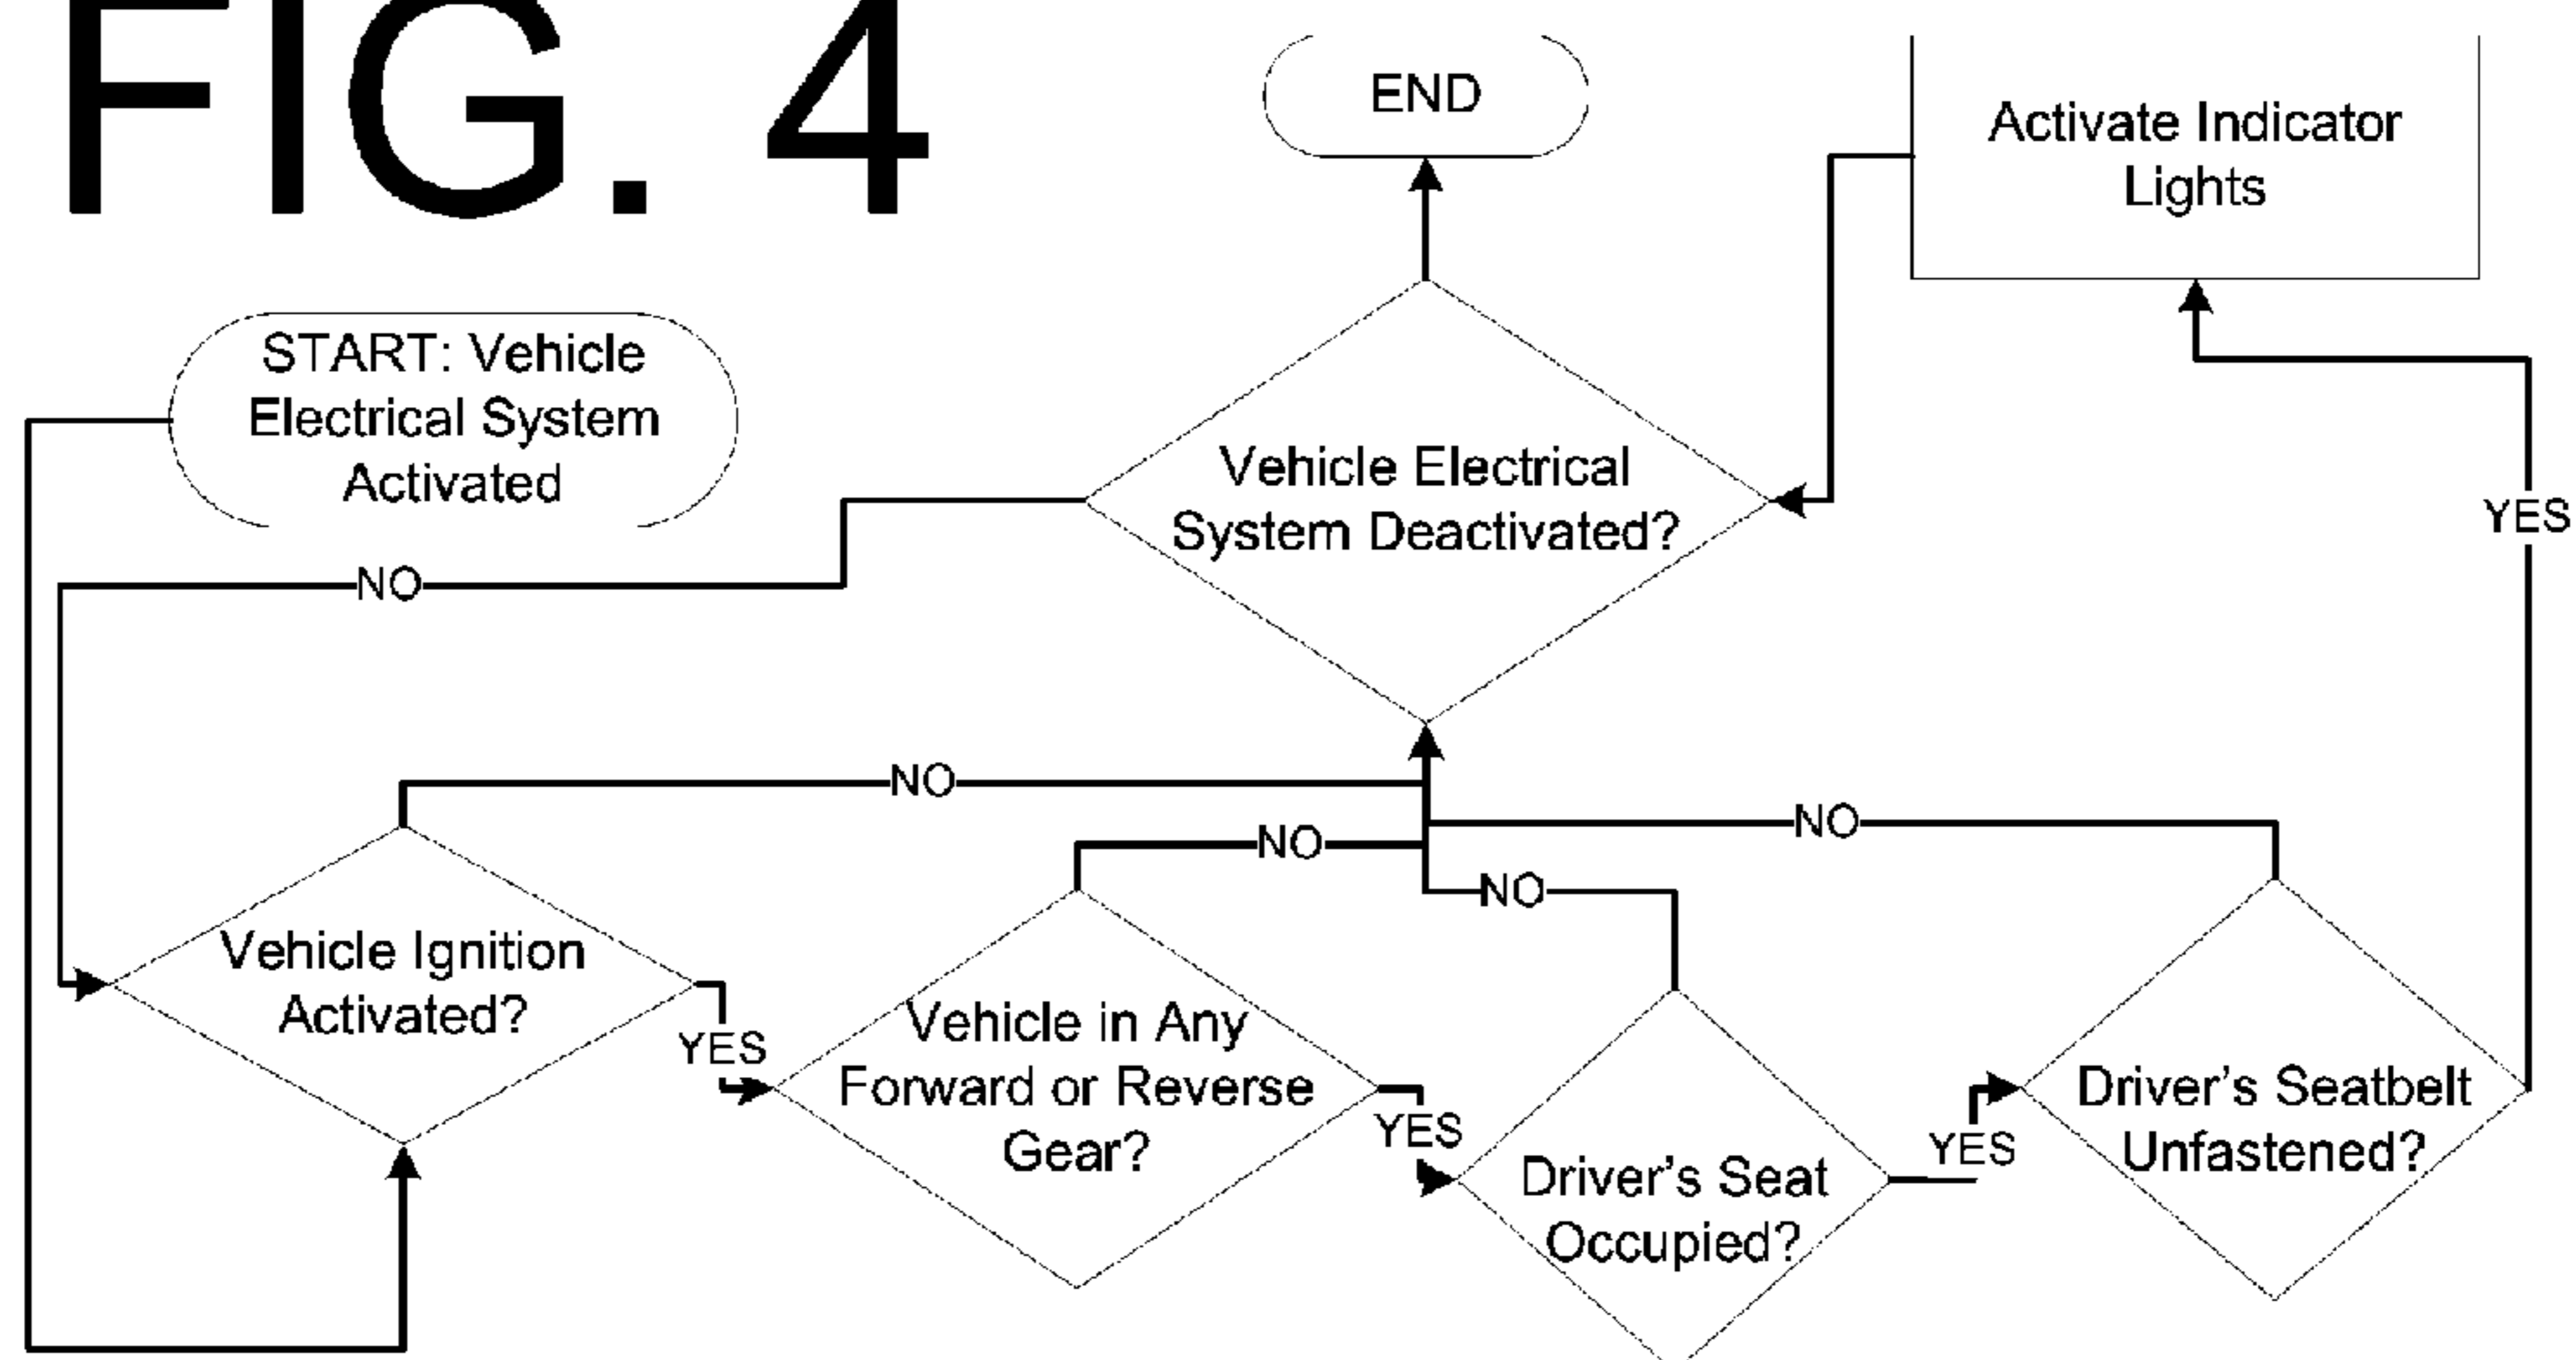 FIG. 4
END
Activate Indicator
Lights
START: Vehicle
Electrical System
Activated
Vehicle Electrical
System Deactivated?
YES
NO
NO
NO
NO
NO
Vehicle Ignition
Activated?
YES
Vehicle in Any
Forward or Reverse
Gear?
YES
Driver's Seat
Occupied?
YES
Driver's Seatbelt
Unfastened?